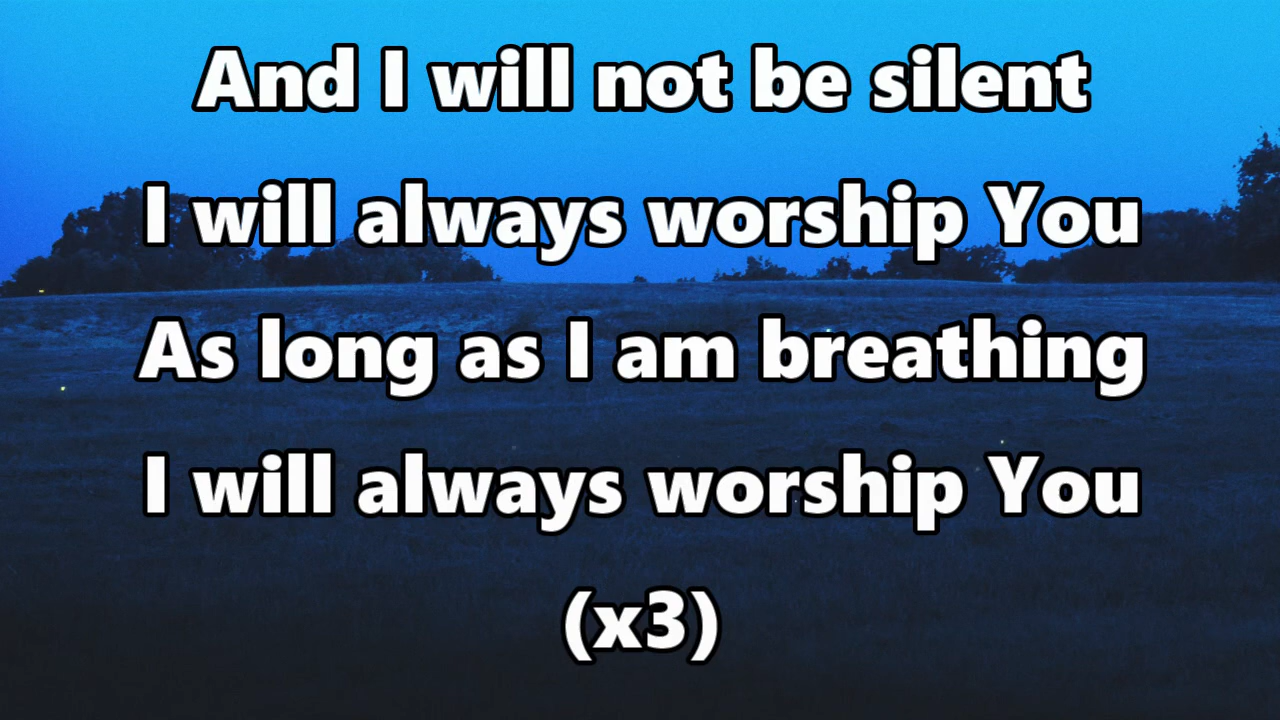 And I will not be silent
I will always worship You
As long as I am breathing
I will always worship You
(x3)